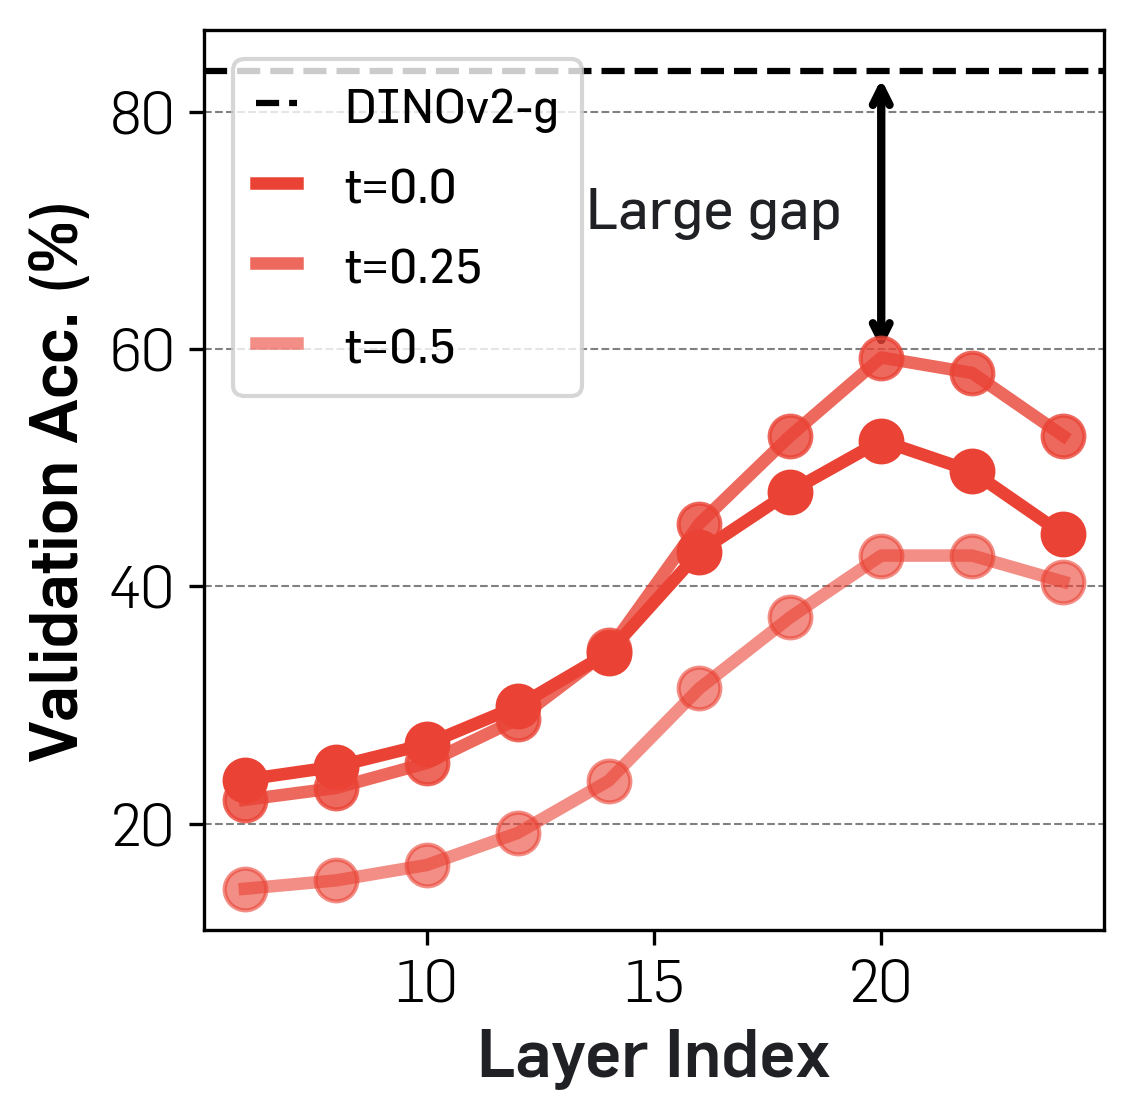 DINOv2-g
t=0.0
t=0.25
t=0.5
Large gap
80
60
40
20
10
15
20
Validation Acc. (%)
Layer Index